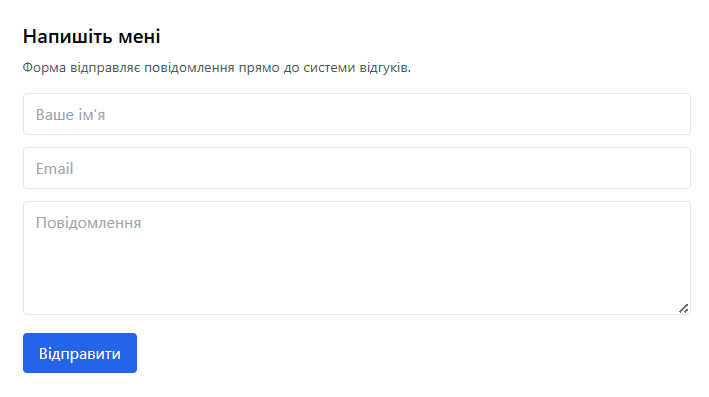 Напишіть мені
Форма відправляє повідомлення прямо до системи відгуків.
Ваше ім'я
Email
Повідомлення
Відправити